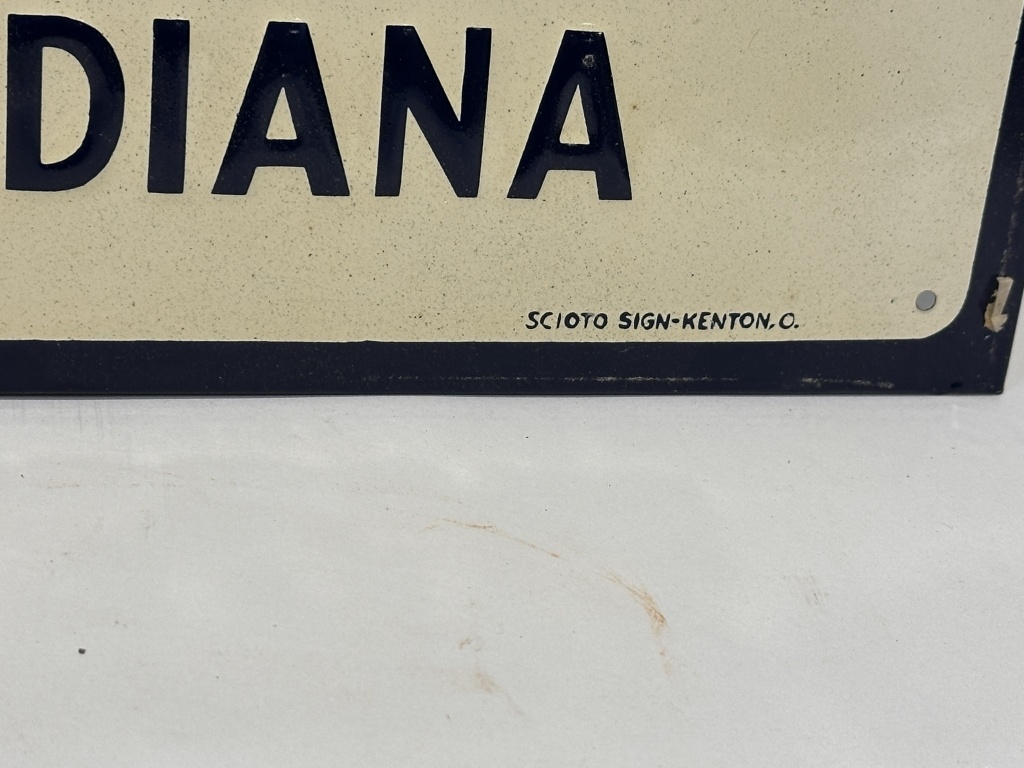 DIANA
SCIOTO SIGN-KENTON, O.